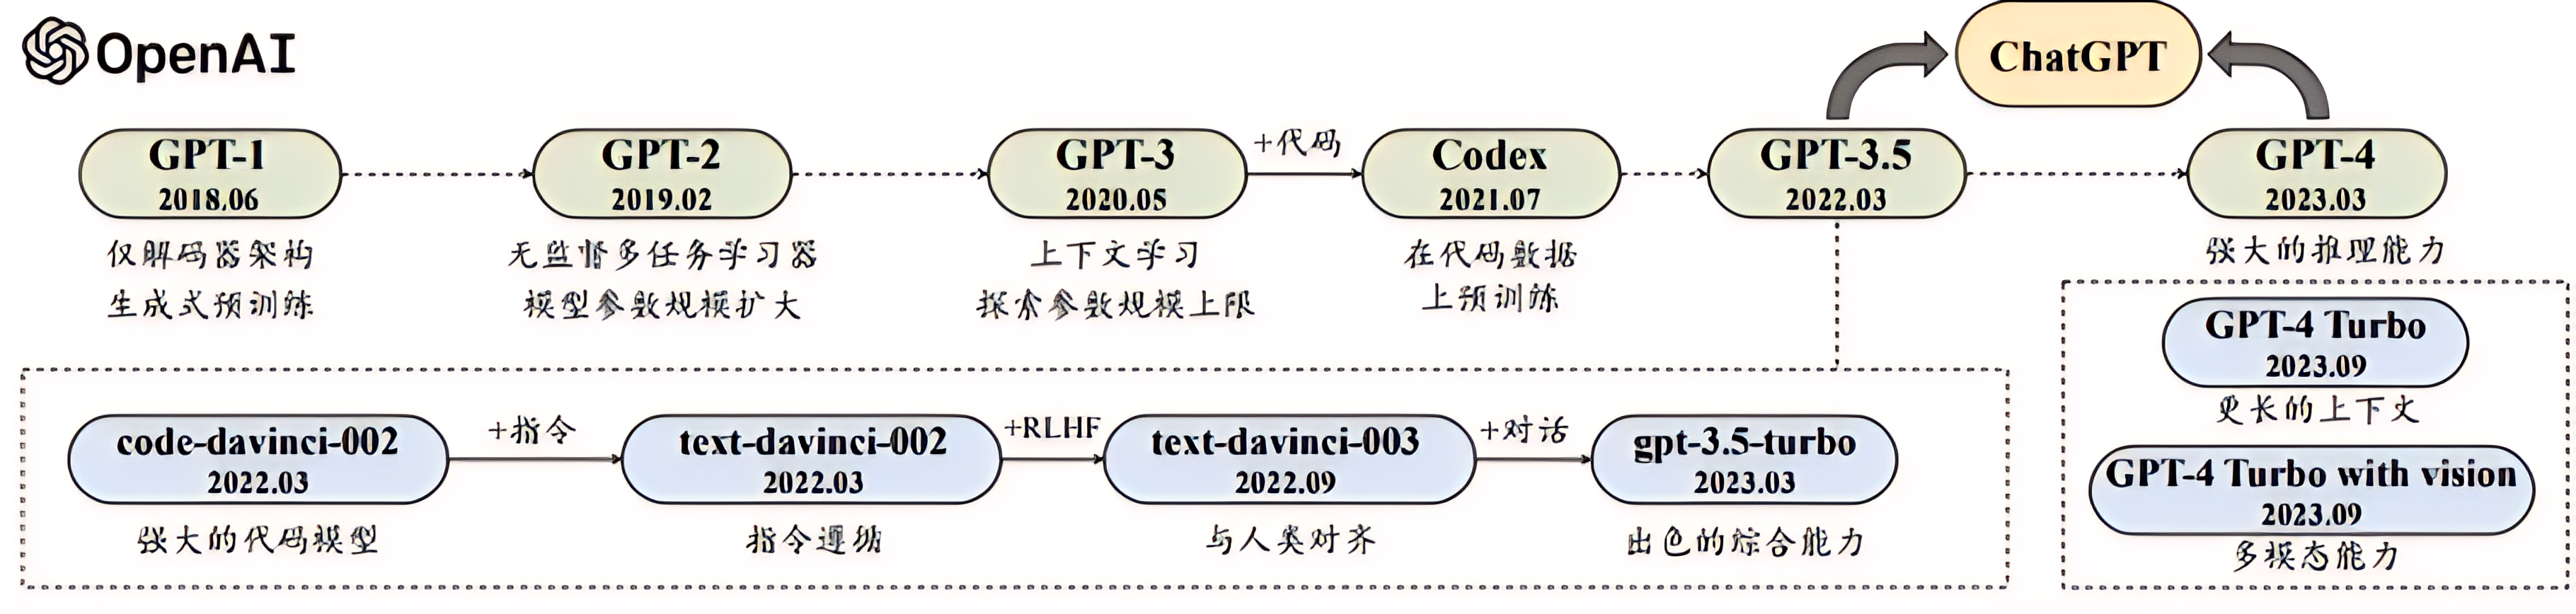 OpenAI
ChatGPT
GPT-1
2018.06
仅解码器架构
生成式预训练
GPT-2
2019.02
无监督多任务学习器
模型参数规模扩大
GPT-3
2020.05
上下文学习
探索参数规模上限
+代码
Codex
2021.07
在代码数据
上预训练
GPT-3.5
2022.03
GPT-4
2023.03
强大的推理能力
GPT-4 Turbo
2023.09
更长的上下文
GPT-4 Turbo with vision
2023.09
多模态能力
code-davinci-002
2022.03
强大的代码模型
+指令
text-davinci-002
2022.03
指令遵循
+RLHF
text-davinci-003
2022.09
与人类对齐
+对话
gpt-3.5-turbo
2023.03
出色的综合能力